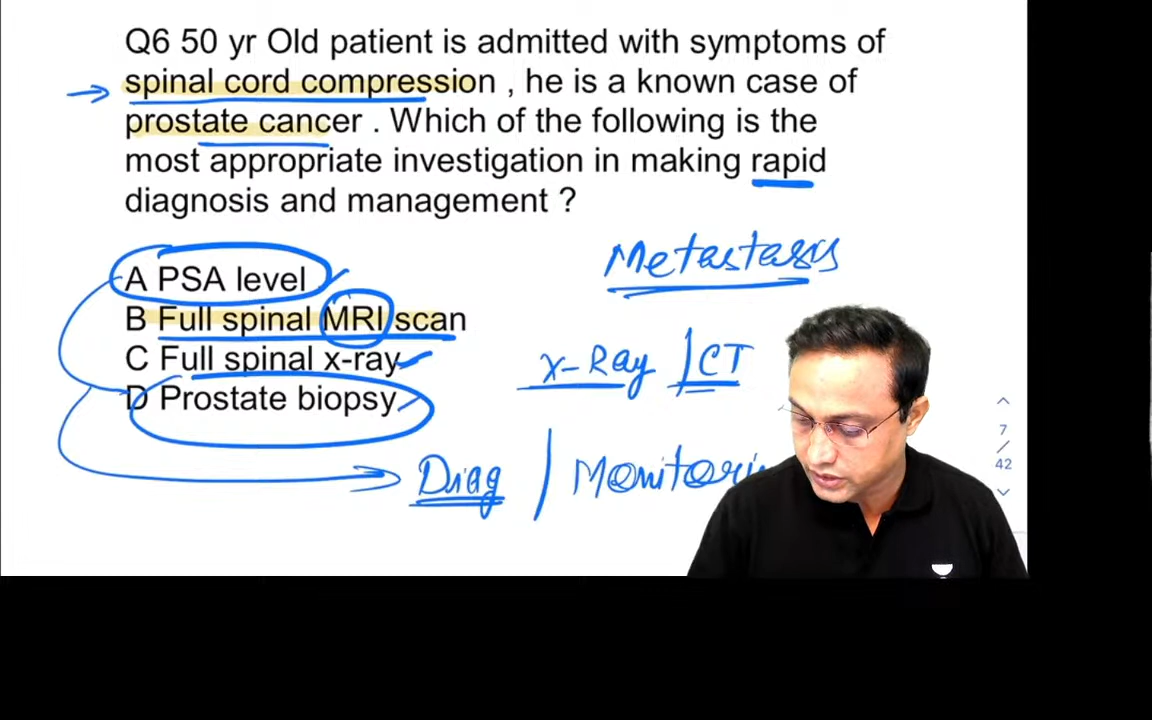 Q6 50 yr Old patient is admitted with symptoms of
spinal cord compression , he is a known case of
prostate cancer . Which of the following is the
most appropriate investigation in making rapid
diagnosis and management ?
A PSA level
B Full spinal MRI scan
C Full spinal x-ray
D Prostate biopsy
Metastasis
X-Ray / CT
Diag / Monitorin
7
/
42